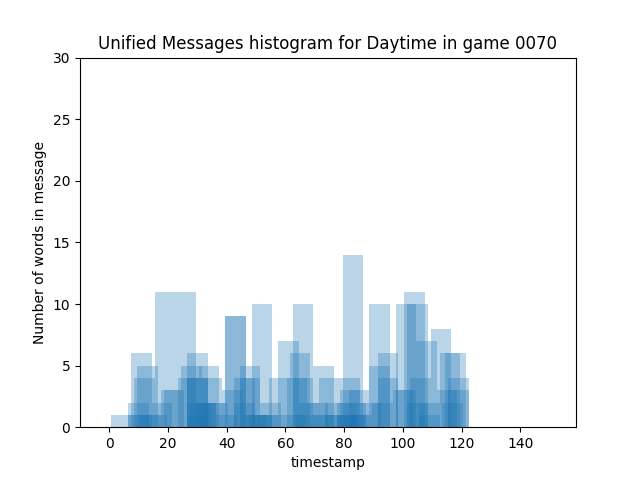 Unified Messages histogram for Daytime in game 0070
30
25
20
15
10
5
0
Number of words in message
0 20 40 60 80 100 120 140
timestamp